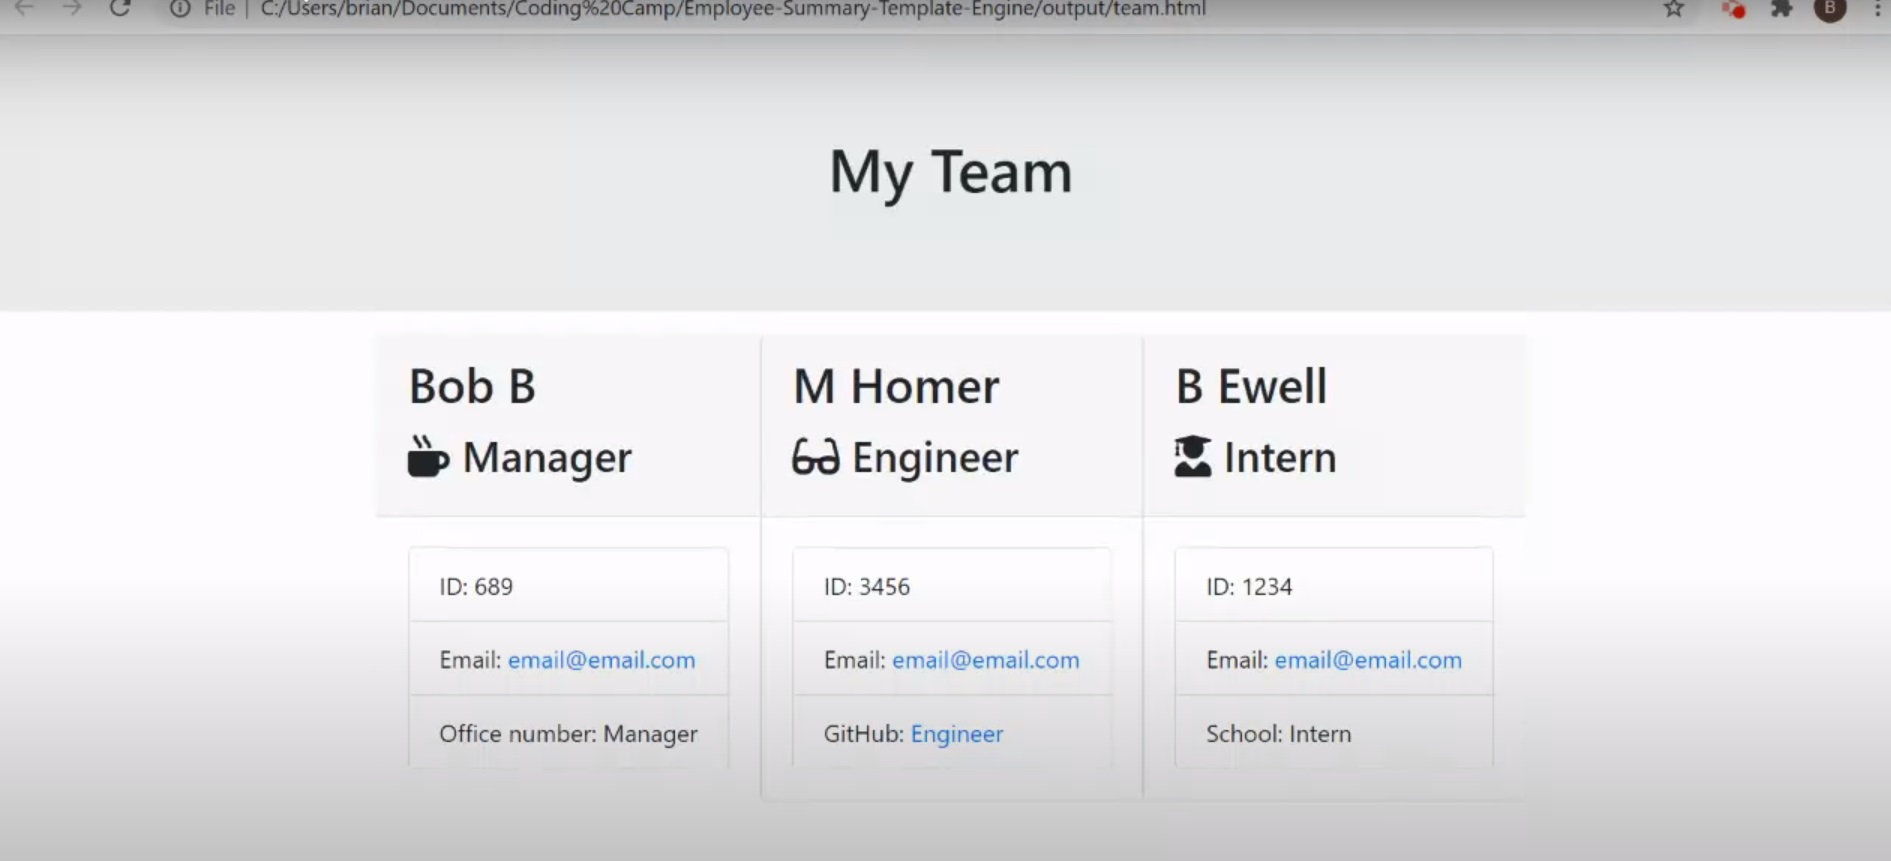 File | C:/Users/brian/Documents/Coding%20Camp/Employee-Summary-Template-Engine/output/team.html
B
My Team
Bob B
Manager
ID: 689
Email: email@email.com
Office number: Manager
M Homer
Engineer
ID: 3456
Email: email@email.com
GitHub: Engineer
B Ewell
Intern
ID: 1234
Email: email@email.com
School: Intern